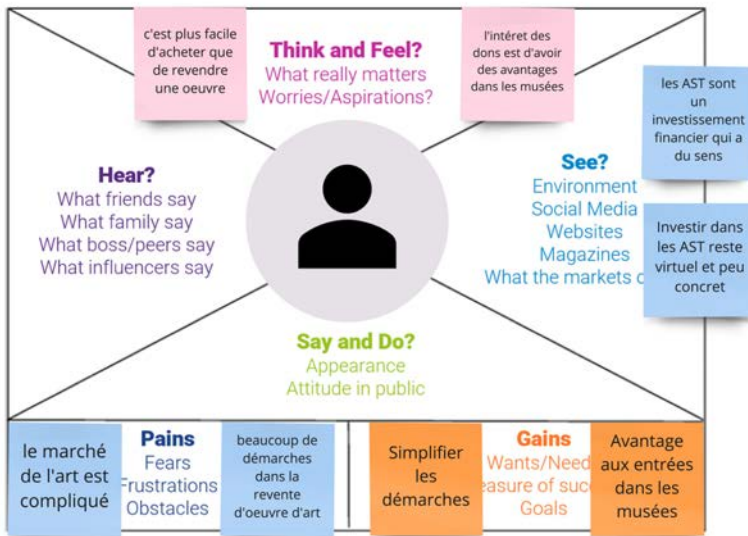 c'est plus facile
d'acheter que
de revendre
une oeuvre
Think and Feel?
What really matters
Worries/Aspirations?
l'intéret des
dons est d'avoir
des avantages
dans les musées
les AST sont
un
investissement
financier qui a
du sens
Hear?
What friends say
What family say
What boss/peers say
What influencers say
See?
Environment
Social Media
Websites
Magazines
What the markets
Investir dans
les AST reste
virtuel et peu
concret
Say and Do?
Appearance
Attitude in public
le marché
de l'art est
compliqué
Pains
Fears
Frustrations
Obstacles
beaucoup de
démarches
dans la
revente
d'oeuvre d'art
Simplifier
les
démarches
Gains
Wants/Need
easure of suc
Goals
Avantage
aux entrées
dans les
musées